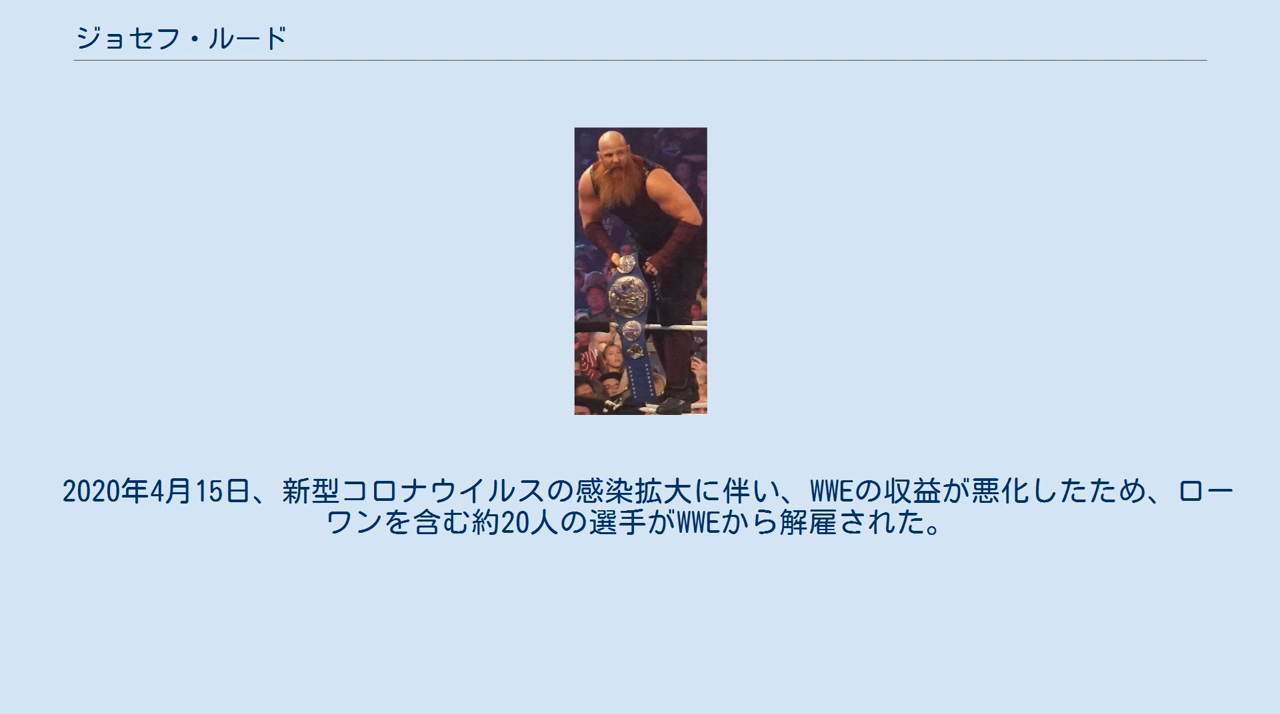 ジョセフ・ルード
2020年4月15日、新型コロナウイルスの感染拡大に伴い、WWEの収益が悪化したため、ロー
ワンを含む約20人の選手がWWEから解雇された。